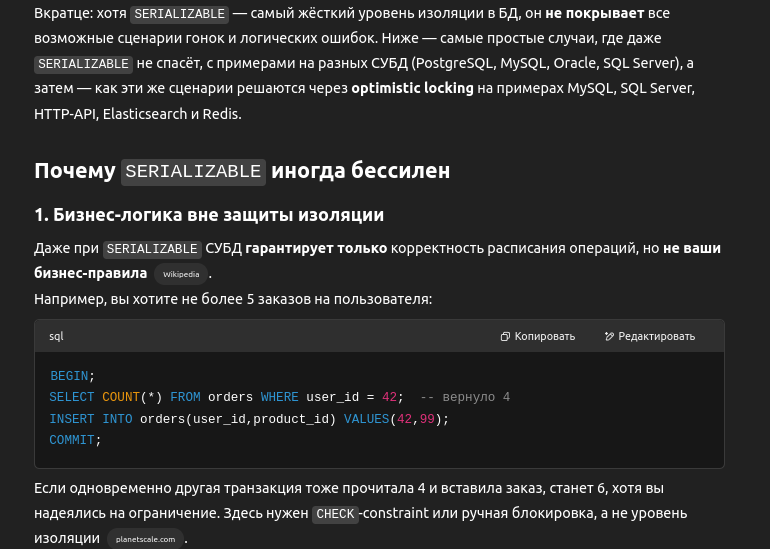 Вкратце: хотя SERIALIZABLE — самый жёсткий уровень изоляции в БД, он не покрывает все
возможные сценарии гонок и логических ошибок. Ниже — самые простые случаи, где даже
SERIALIZABLE не спасёт, с примерами на разных СУБД (PostgreSQL, MySQL, Oracle, SQL Server), а
затем — как эти же сценарии решаются через optimistic locking на примерах MySQL, SQL Server,
HTTP-API, Elasticsearch и Redis.
Почему SERIALIZABLE иногда бессилен
1. Бизнес-логика вне защиты изоляции
Даже при SERIALIZABLE СУБД гарантирует только корректность расписания операций, но не ваши
бизнес-правила Wikipedia .
Например, вы хотите не более 5 заказов на пользователя:
sql Копировать Редактировать
BEGIN;
SELECT COUNT(*) FROM orders WHERE user_id = 42; -- вернуло 4
INSERT INTO orders(user_id,product_id) VALUES(42,99);
COMMIT;
Если одновременно другая транзакция тоже прочитала 4 и вставила заказ, станет 6, хотя вы
надеялись на ограничение. Здесь нужен CHECK-constraint или ручная блокировка, а не уровень
изоляции planetscale.com .